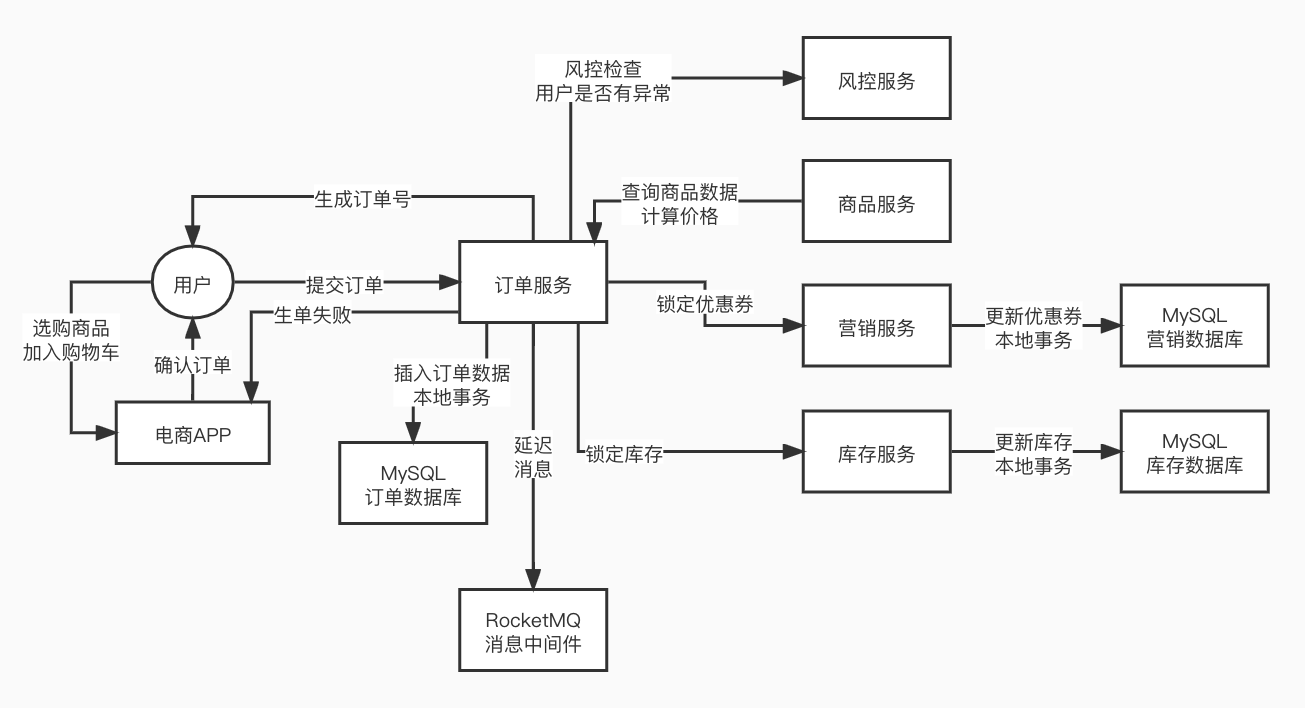 风控检查
用户是否有异常
风控服务
查询商品数据
计算价格
商品服务
生成订单号
用户
提交订单
订单服务
生单失败
锁定优惠券
营销服务
更新优惠券
本地事务
MySQL
营销数据库
选购商品
加入购物车
确认订单
电商APP
插入订单数据
本地事务
MySQL
订单数据库
延迟
消息
锁定库存
库存服务
更新库存
本地事务
MySQL
库存数据库
RocketMQ
消息中间件